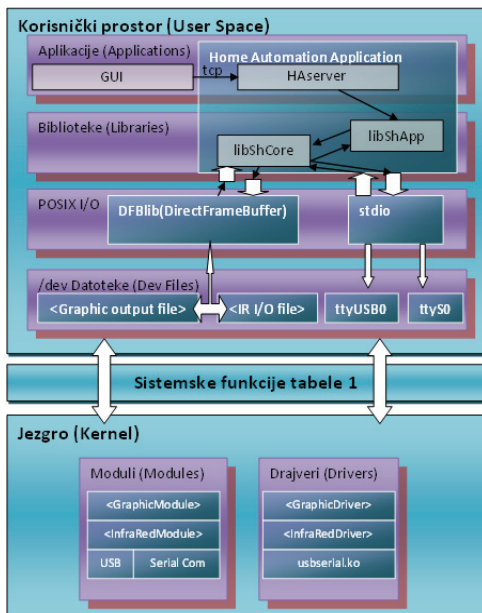 Korisnički prostor (User Space)
Aplikacije (Applications)
Home Automation Application
GUI
tcp
HAserver
Biblioteke (Libraries)
libShCore
libShApp
POSIX I/O
DFBlib(DirectFrameBuffer)
stdio
/dev Datoteke (Dev Files)
<Graphic output file>
<IR I/O file>
ttyUSB0
ttyS0
Sistemske funkcije tabele 1
Jezgro (Kernel)
Moduli (Modules)
<GraphicModule>
<InfraRedModule>
USB
Serial Com
Drajveri (Drivers)
<GraphicDriver>
<InfraRedDriver>
usbserial.ko